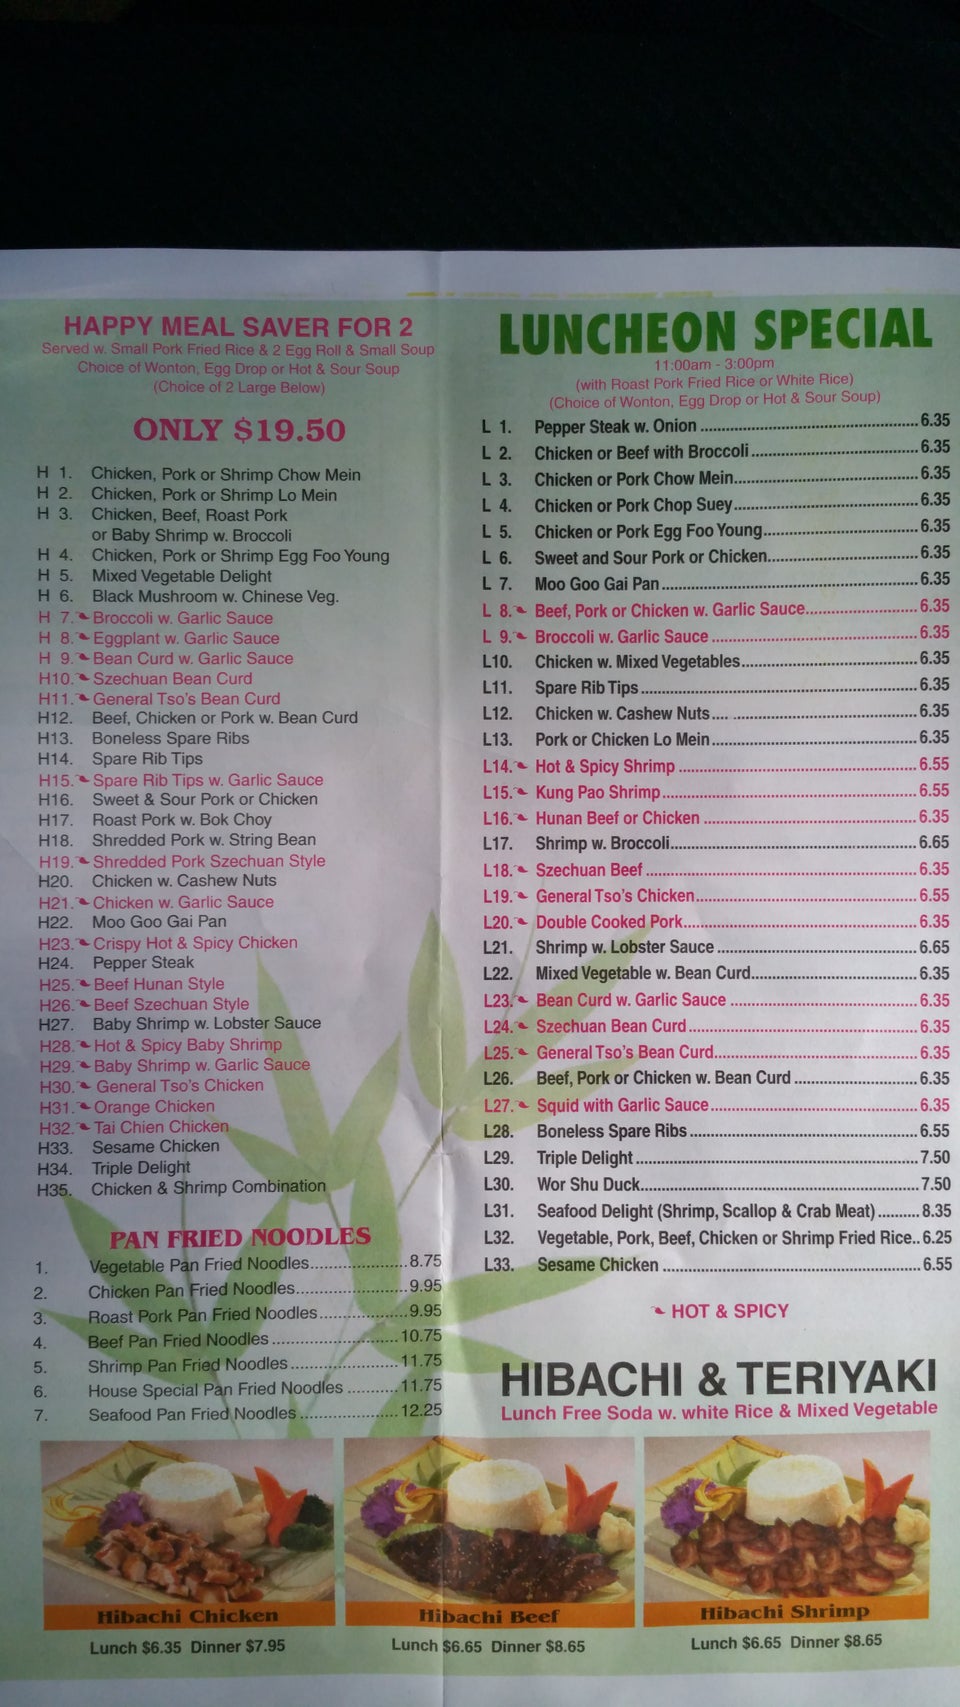 HAPPY MEAL SAVER FOR 2
Served w. Small Pork Fried Rice & 2 Egg Roll & Small Soup
Choice of Wonton, Egg Drop or Hot & Sour Soup
(Choice of 2 Large Below)
ONLY $19.50
H 1. Chicken, Pork or Shrimp Chow Mein
H 2. Chicken, Pork or Shrimp Lo Mein
H 3. Chicken, Beef, Roast Pork
or Baby Shrimp w. Broccoli
H 4. Chicken, Pork or Shrimp Egg Foo Young
H 5. Mixed Vegetable Delight
H 6. Black Mushroom w. Chinese Veg.
H 7. Broccoli w. Garlic Sauce
H 8. Eggplant w. Garlic Sauce
H 9. Bean Curd w. Garlic Sauce
H10. Szechuan Bean Curd
H11. General Tso's Bean Curd
H12. Beef, Chicken or Pork w. Bean Curd
H13. Boneless Spare Ribs
H14. Spare Rib Tips
H15. Spare Rib Tips w. Garlic Sauce
H16. Sweet & Sour Pork or Chicken
H17. Roast Pork w. Bok Choy
H18. Shredded Pork w. String Bean
H19. Shredded Pork Szechuan Style
H20. Chicken w. Cashew Nuts
H21. Chicken w. Garlic Sauce
H22. Moo Goo Gai Pan
H23. Crispy Hot & Spicy Chicken
H24. Pepper Steak
H25. Beef Hunan Style
H26. Beef Szechuan Style
H27. Baby Shrimp w. Lobster Sauce
H28. Hot & Spicy Baby Shrimp
H29. Baby Shrimp w. Garlic Sauce
H30. General Tso's Chicken
H31. Orange Chicken
H32. Tai Chien Chicken
H33. Sesame Chicken
H34. Triple Delight
H35. Chicken & Shrimp Combination
PAN FRIED NOODLES
1. Vegetable Pan Fried Noodles.....................8.75
2. Chicken Pan Fried Noodles........................9.95
3. Roast Pork Pan Fried Noodles...................9.95
4. Beef Pan Fried Noodles...........................10.75
5. Shrimp Pan Fried Noodles.......................11.75
6. House Special Pan Fried Noodles ...........11.75
7. Seafood Pan Fried Noodles.....................12.25
LUNCHEON SPECIAL
11:00am - 3:00pm
(with Roast Pork Fried Rice or White Rice)
(Choice of Wonton, Egg Drop or Hot & Sour Soup)
L 1. Pepper Steak w. Onion ....................6.35
L 2. Chicken or Beef with Broccoli....................6.35
L 3. Chicken or Pork Chow Mein....................6.35
L 4. Chicken or Pork Chop Suey....................6.35
L 5. Chicken or Pork Egg Foo Young....................6.35
L 6. Sweet and Sour Pork or Chicken....................6.35
L 7. Moo Goo Gai Pan....................6.35
L 8. Beef, Pork or Chicken w. Garlic Sauce....................6.35
L 9. Broccoli w. Garlic Sauce ....................6.35
L10. Chicken w. Mixed Vegetables....................6.35
L11. Spare Rib Tips....................6.35
L12. Chicken w. Cashew Nuts.... ....................6.35
L13. Pork or Chicken Lo Mein....................6.35
L14. Hot & Spicy Shrimp ....................6.55
L15. Kung Pao Shrimp....................6.55
L16. Hunan Beef or Chicken ....................6.35
L17. Shrimp w. Broccoli....................6.65
L18. Szechuan Beef ....................6.35
L19. General Tso's Chicken....................6.55
L20. Double Cooked Pork....................6.35
L21. Shrimp w. Lobster Sauce ....................6.65
L22. Mixed Vegetable w. Bean Curd....................6.35
L23. Bean Curd w. Garlic Sauce ....................6.35
L24. Szechuan Bean Curd....................6.35
L25. General Tso's Bean Curd....................6.35
L26. Beef, Pork or Chicken w. Bean Curd ....................6.35
L27. Squid with Garlic Sauce....................6.35
L28. Boneless Spare Ribs....................6.55
L29. Triple Delight....................7.50
L30. Wor Shu Duck....................7.50
L31. Seafood Delight (Shrimp, Scallop & Crab Meat)..........8.35
L32. Vegetable, Pork, Beef, Chicken or Shrimp Fried Rice..6.25
L33. Sesame Chicken ....................6.55
HOT & SPICY
HIBACHI & TERIYAKI
Lunch Free Soda w. white Rice & Mixed Vegetable
Hibachi Chicken
Lunch $6.35 Dinner $7.95
Hibachi Beef
Lunch $6.65 Dinner $8.65
Hibachi Shrimp
Lunch $6.65 Dinner $8.65